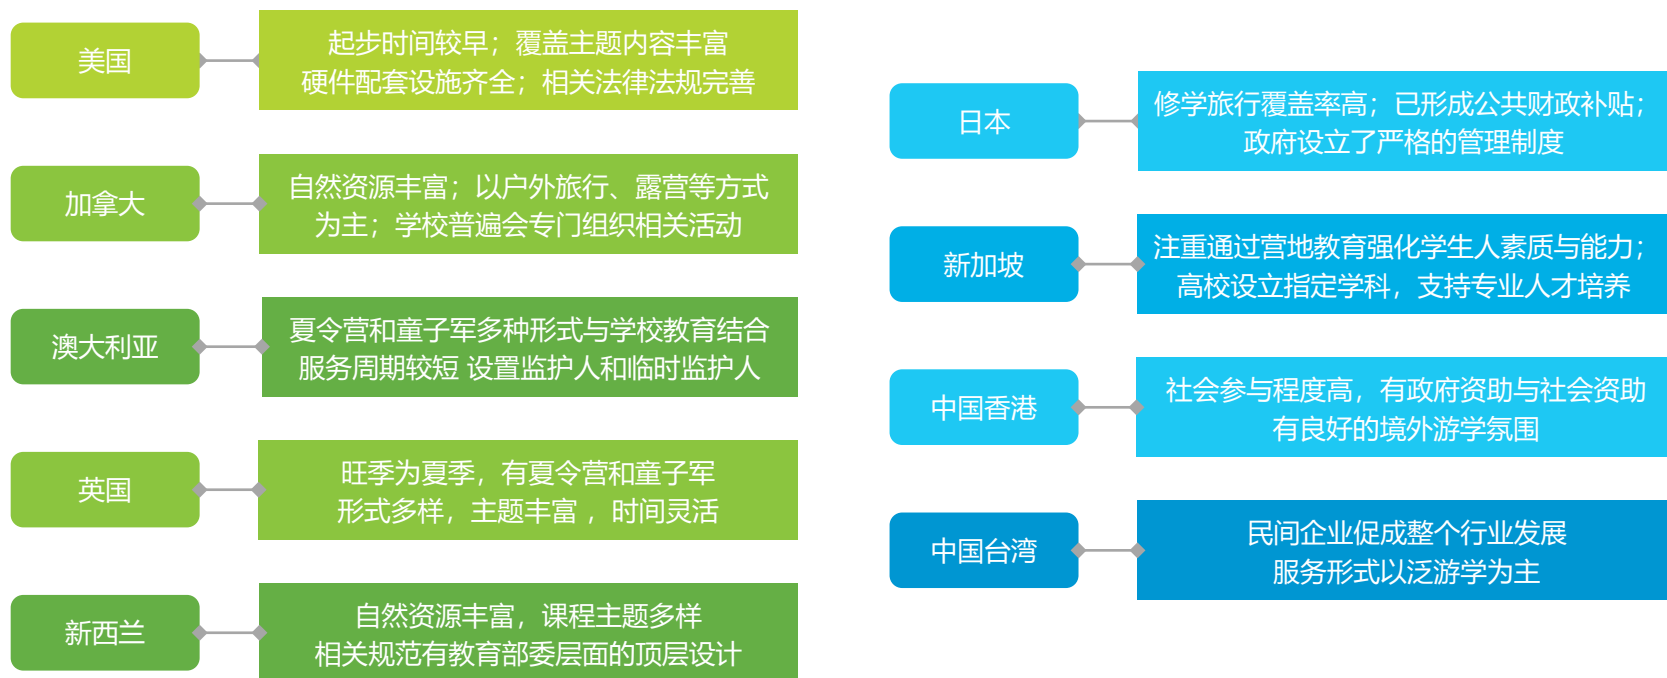 美国
起步时间较早；覆盖主题内容丰富
硬件配套设施齐全；相关法律法规完善
加拿大
自然资源丰富；以户外旅行、露营等方式
为主；学校普遍会专门组织相关活动
澳大利亚
夏令营和童子军多种形式与学校教育结合
服务周期较短 设置监护人和临时监护人
英国
旺季为夏季，有夏令营和童子军
形式多样，主题丰富 ，时间灵活
新西兰
自然资源丰富，课程主题多样
相关规范有教育部委层面的顶层设计
日本
修学旅行覆盖率高；已形成公共财政补贴；
政府设立了严格的管理制度
新加坡
注重通过营地教育强化学生人素质与能力；
高校设立指定学科，支持专业人才培养
中国香港
社会参与程度高，有政府资助与社会资助
有良好的境外游学氛围
中国台湾
民间企业促成整个行业发展
服务形式以泛游学为主